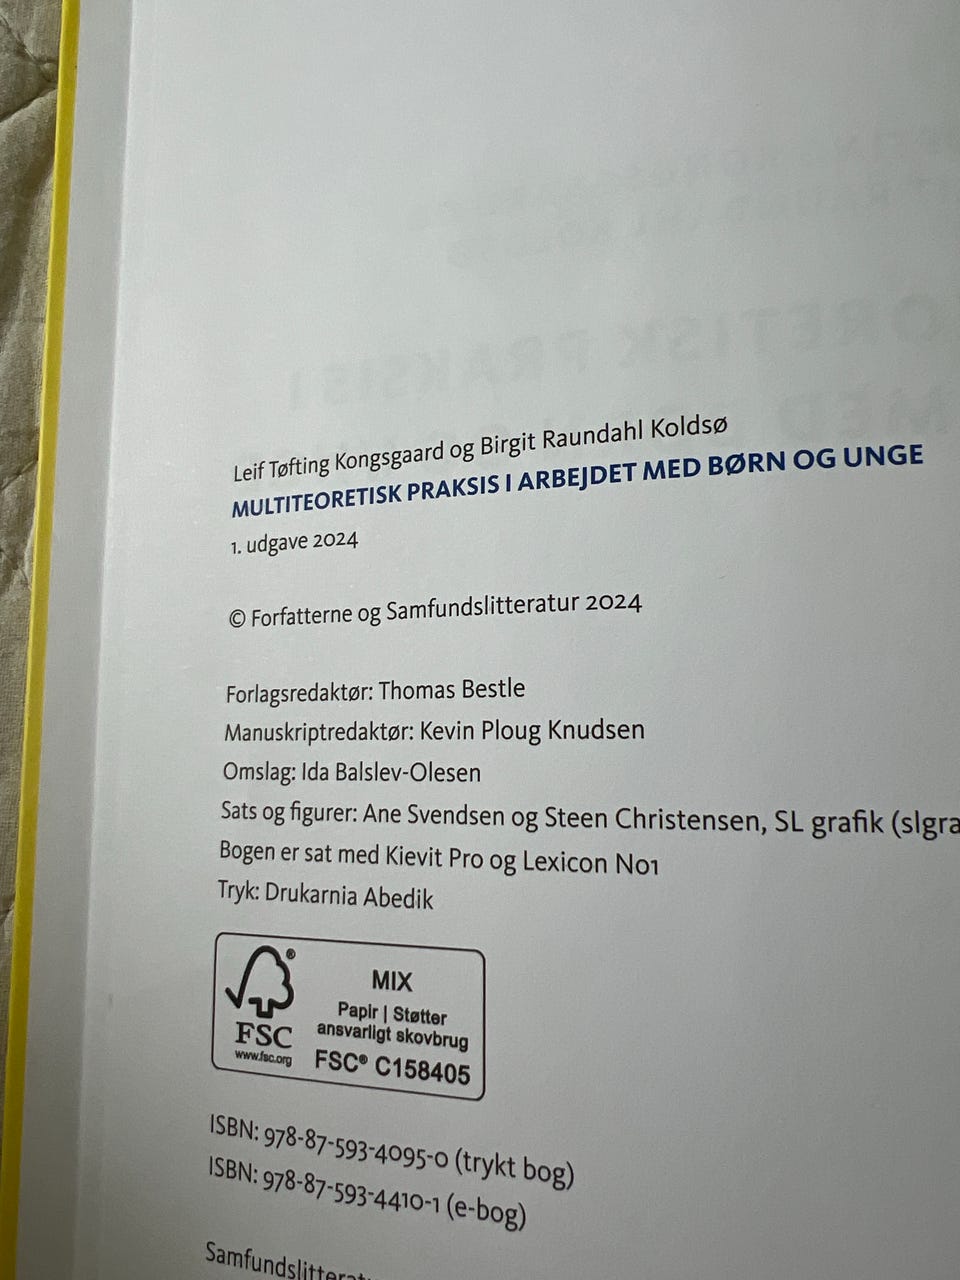 Leif Tøfting Kongsgaard og Birgit Raundahl Koldsø
MULTITEORETISK PRAKSIS I ARBEJDET MED BØRN OG UNGE
1. udgave 2024
© Forfatterne og Samfundslitteratur 2024
Forlagsredaktør: Thomas Bestle
Manuskriptredaktør: Kevin Ploug Knudsen
Omslag: Ida Balslev-Olesen
Sats og figurer: Ane Svendsen og Steen Christensen, SL grafik (slgra
Bogen er sat med Kievit Pro og Lexicon No1
Tryk: Drukarnia Abedik
MIX
Papir | Støtter
ansvarligt skovbrug
FSC® C158405
®
FSC
www.fsc.org
ISBN: 978-87-593-4095-0 (trykt bog)
ISBN: 978-87-593-4410-1 (e-bog)
Samfundslitteratu